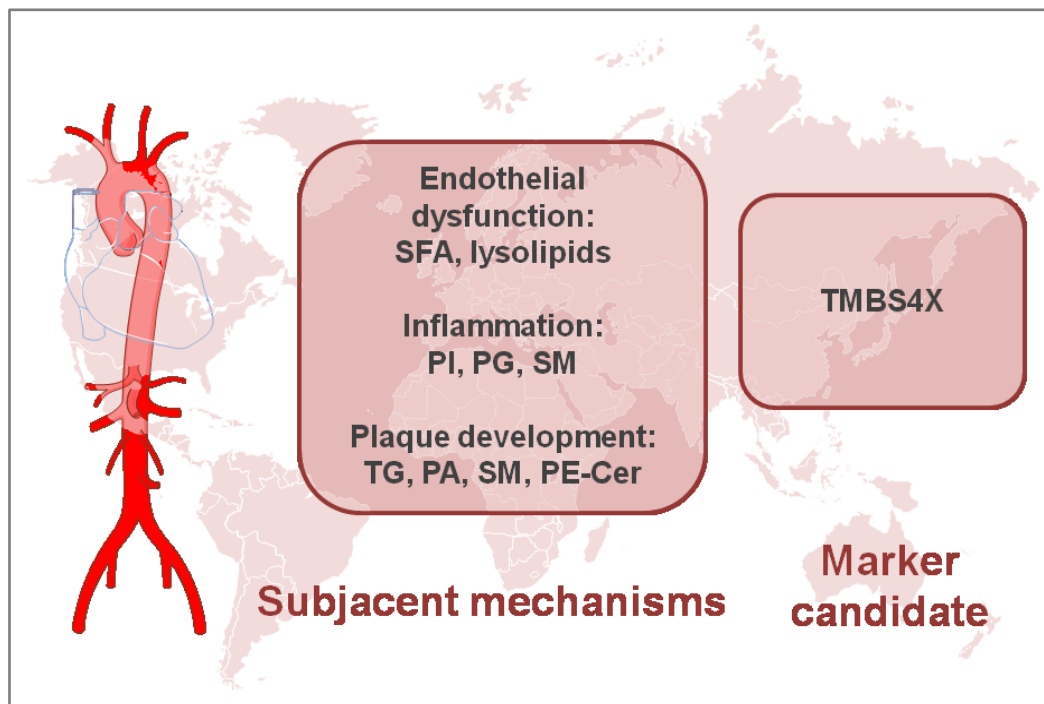 Endothelial
dysfunction:
SFA, lysolipids
Inflammation:
PI, PG, SM
Plaque development:
TG, PA, SM, PE-Cer
TMBS4X
Subjacent mechanisms
Marker
candidate